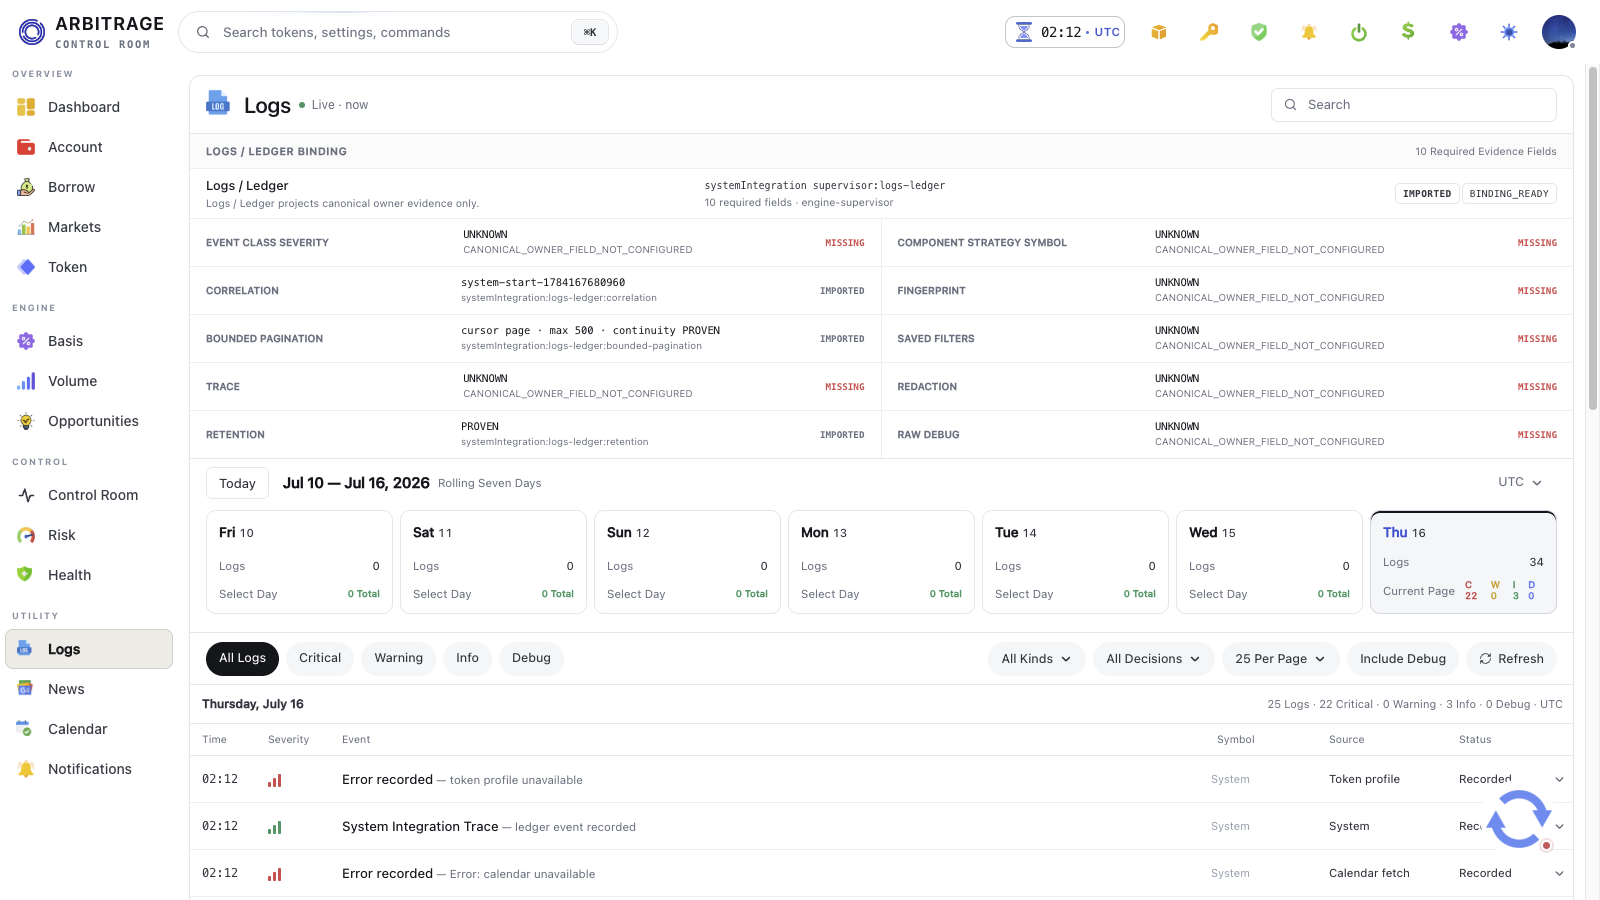 ARBITRAGE
CONTROL ROOM
Search tokens, settings, commands
⌘K
02:12 • UTC
OVERVIEW
Dashboard
Account
Borrow
Markets
Token
ENGINE
Basis
Volume
Opportunities
CONTROL
Control Room
Risk
Health
UTILITY
Logs
News
Calendar
Notifications
LOG
Logs
Live · now
Search
LOGS / LEDGER BINDING
10 Required Evidence Fields
Logs / Ledger
Logs / Ledger projects canonical owner evidence only.
systemIntegration supervisor:logs-ledger
10 required fields · engine-supervisor
IMPORTED
BINDING_READY
EVENT CLASS SEVERITY
UNKNOWN
CANONICAL_OWNER_FIELD_NOT_CONFIGURED
MISSING
COMPONENT STRATEGY SYMBOL
UNKNOWN
CANONICAL_OWNER_FIELD_NOT_CONFIGURED
MISSING
CORRELATION
system-start-1784167680960
systemIntegration:logs-ledger:correlation
IMPORTED
FINGERPRINT
UNKNOWN
CANONICAL_OWNER_FIELD_NOT_CONFIGURED
MISSING
BOUNDED PAGINATION
cursor page · max 500 · continuity PROVEN
systemIntegration:logs-ledger:bounded-pagination
IMPORTED
SAVED FILTERS
UNKNOWN
CANONICAL_OWNER_FIELD_NOT_CONFIGURED
MISSING
TRACE
UNKNOWN
CANONICAL_OWNER_FIELD_NOT_CONFIGURED
MISSING
REDACTION
UNKNOWN
CANONICAL_OWNER_FIELD_NOT_CONFIGURED
MISSING
RETENTION
PROVEN
systemIntegration:logs-ledger:retention
IMPORTED
RAW DEBUG
UNKNOWN
CANONICAL_OWNER_FIELD_NOT_CONFIGURED
MISSING
Today
Jul 10 — Jul 16, 2026 Rolling Seven Days
UTC
Fri 10
Logs 0
Select Day 0 Total
Sat 11
Logs 0
Select Day 0 Total
Sun 12
Logs 0
Select Day 0 Total
Mon 13
Logs 0
Select Day 0 Total
Tue 14
Logs 0
Select Day 0 Total
Wed 15
Logs 0
Select Day 0 Total
Thu 16
Logs 34
Current Page C 22 W 0 I 3 D 0
All Logs
Critical
Warning
Info
Debug
All Kinds
All Decisions
25 Per Page
Include Debug
Refresh
Thursday, July 16
25 Logs · 22 Critical · 0 Warning · 3 Info · 0 Debug · UTC
Time Severity Event Symbol Source Status
02:12 Error recorded — token profile unavailable System Token profile Recorded
02:12 System Integration Trace — ledger event recorded System System Rec
02:12 Error recorded — Error: calendar unavailable System Calendar fetch Recorded